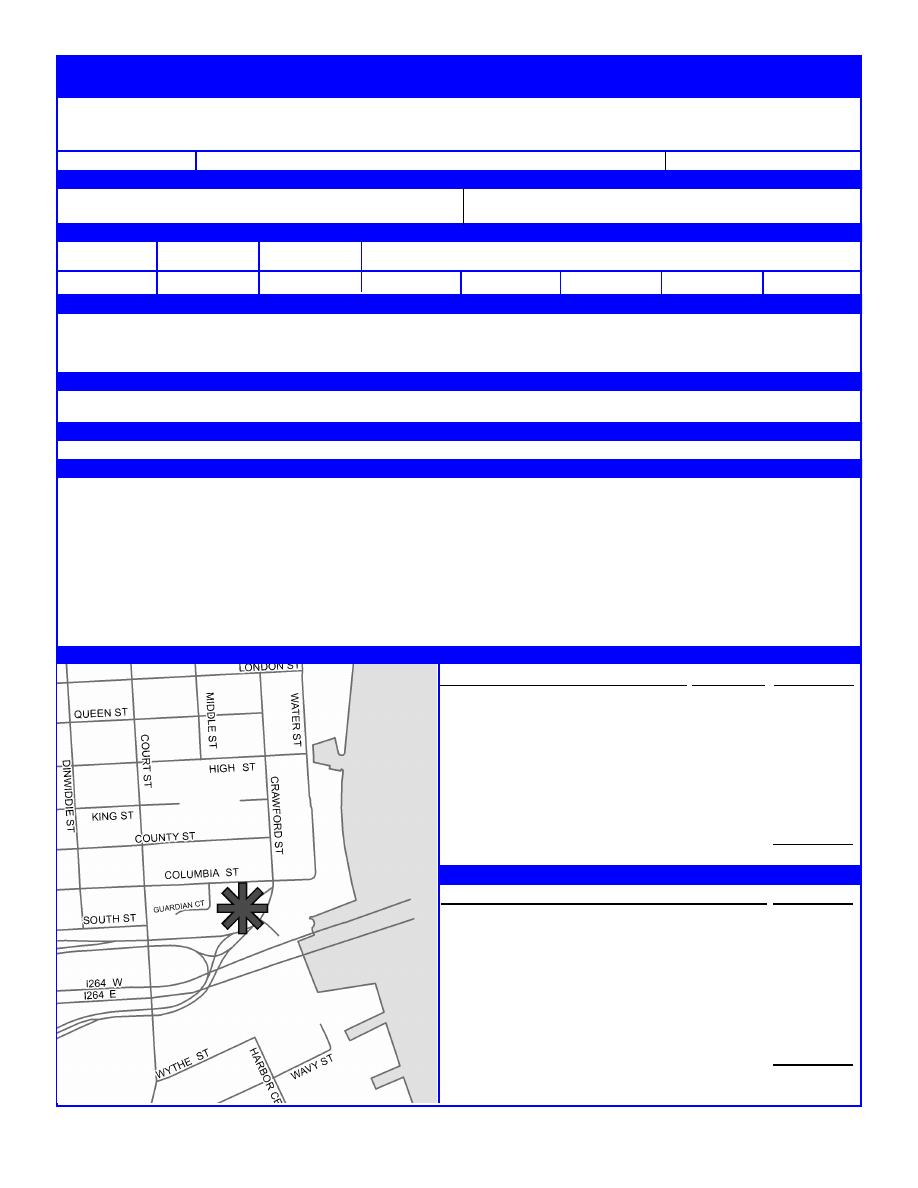 LONDON ST
QUEEN ST
MIDDLE ST
WATER ST
COURT ST
HIGH ST
DINWIDDIE ST
CRAWFORD ST
KING ST
COUNTY ST
COLUMBIA ST
GUARDIAN CT
SOUTH ST
I264 W
I264 E
WYTHE ST
HARBOR
WAVY ST